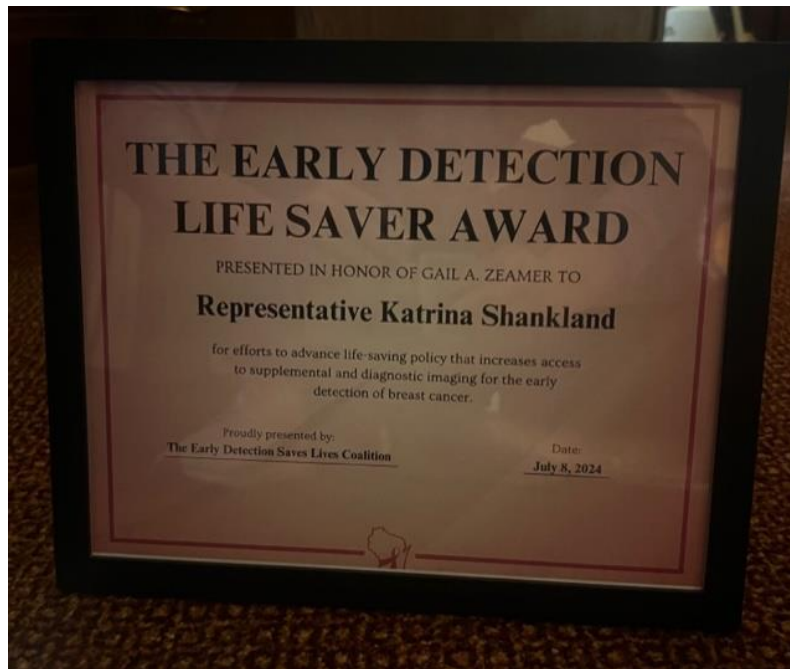 THE EARLY DETECTION
LIFE SAVER AWARD
PRESENTED IN HONOR OF GAIL A. ZEAMER TO
Representative Katrina Shankland
for efforts to advance life-saving policy that increases access
to supplemental and diagnostic imaging for the early
detection of breast cancer.
Proudly presented by:
The Early Detection Saves Lives Coalition
Date:
July 8, 2024